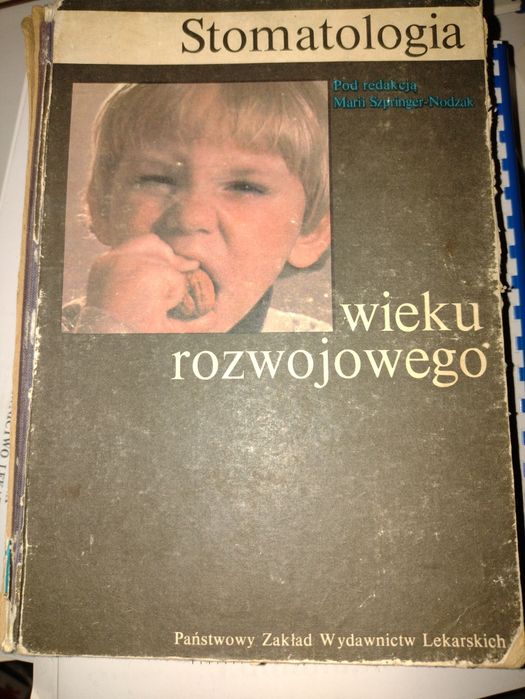 Stomatologia
Pod redakcją
Marii Szpringer-Nodzak
wieku
rozwojowego
Państwowy Zakład Wydawnictw Lekarskich